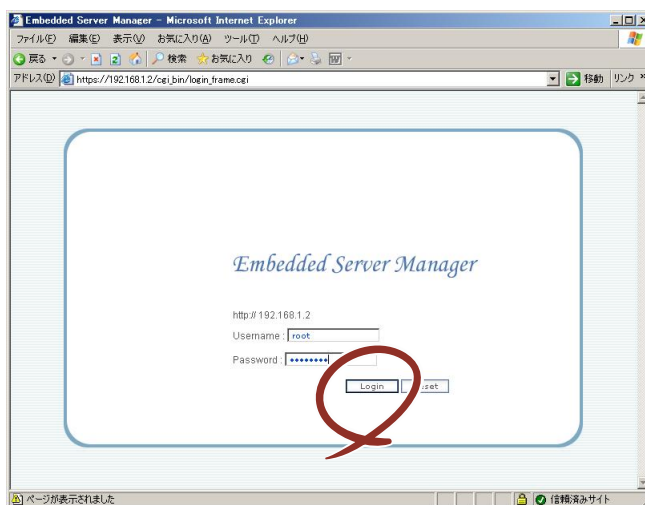 Embedded Server Manager - Microsoft Internet Explorer
ファイル(F) 編集(E) 表示(V) お気に入り(A) ツール(T) ヘルプ(H)
戻る 検索 お気に入り
アドレス(D) https://192.168.1.2/cgi_bin/login_frame.cgi 移動 リンク »
Embedded Server Manager
http://192.168.1.2
Username : root
Password : ••••••••
Login set
ページが表示されました 信頼済みサイト